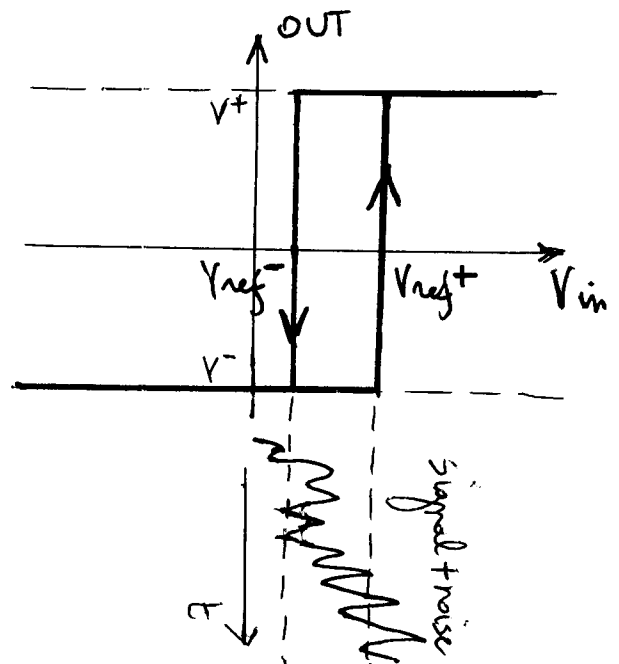 OUT
V+
Vref-
Vref+
Vin
V-
signal + noise
t